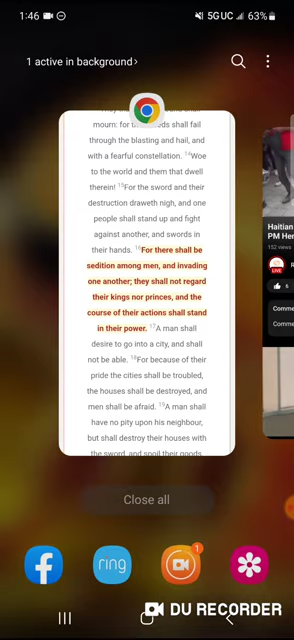 1:46
5GUC 63%
1 active in background>
mourn: for
eds shall fail
through the blasting and hail, and
with a fearful constellation. 14Woe
to the world and them that dwell
therein! 15For the sword and their
destruction draweth nigh, and one
people shall stand up and fight
against another, and swords in
their hands. 16For there shall be
sedition among men, and invading
one another; they shall not regard
their kings nor princes, and the
course of their actions shall stand
in their power. 17A man shall
desire to go into a city, and shall
not be able. 18For because of their
pride the cities shall be troubled,
the houses shall be destroyed, and
men shall be afraid. 19A man shall
have no pity upon his neighbour,
but shall destroy their houses with
the sword, and spoil their goods,
Haitian
PM Her
152 views
LIVE
6
Comme
Comme
Close all
ring
1
DU RECORDER